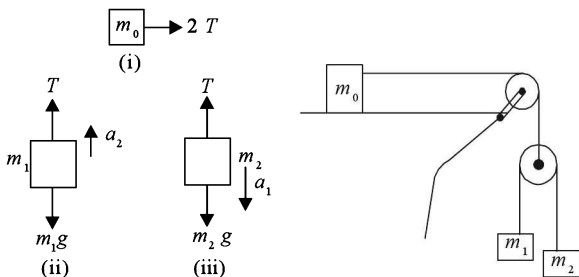 m₀ 2 T
(i)
T
a₂
m₁
m₁g
(ii)
T
m₂
a₁
m₂ g
(iii)
m₀
m₁
m₂